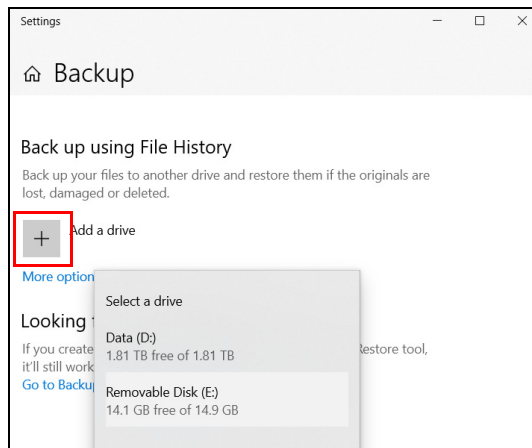 Settings
Backup
Back up using File History
Back up your files to another drive and restore them if the originals are
lost, damaged or deleted.
Add a drive
More option
Select a drive
Looking
Data (D:)
If you create
1.81 TB free of 1.81 TB
Restore tool,
it'll still work
Go to Backu
Removable Disk (E:)
14.1 GB free of 14.9 GB